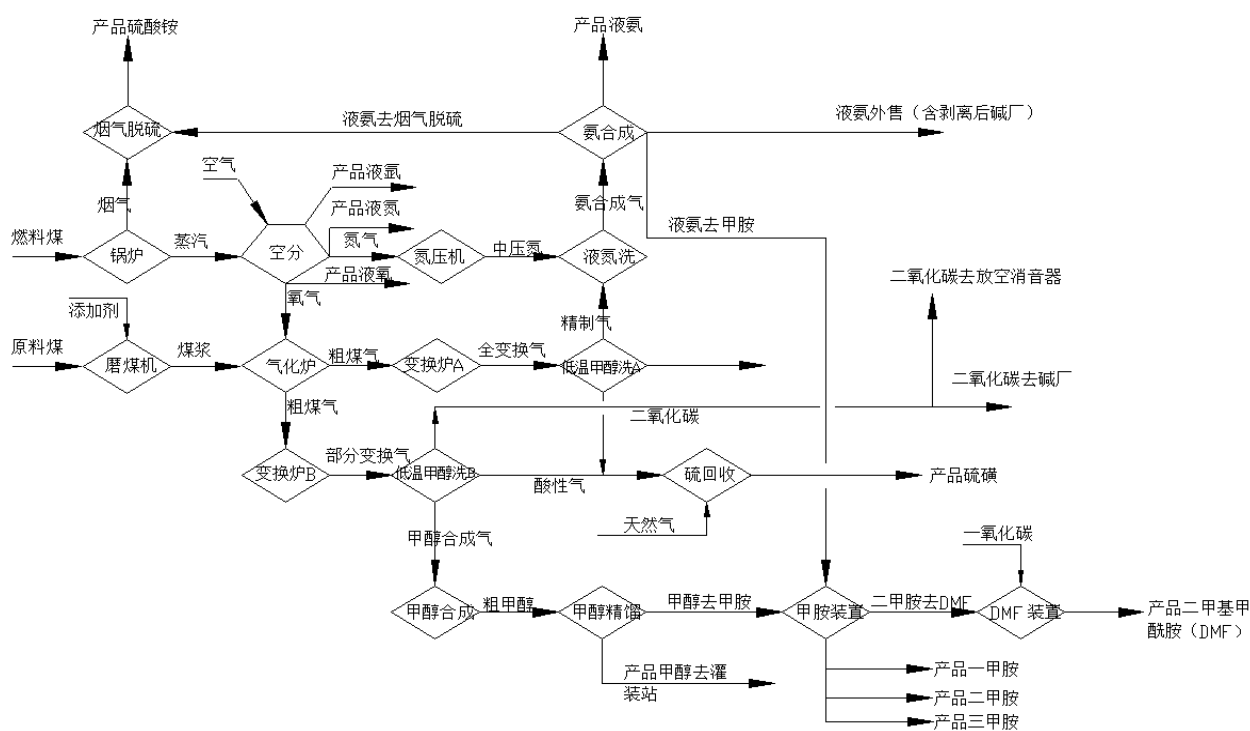 产品硫酸铵
产品液氨
烟气脱硫
液氨去烟气脱硫
氨合成
液氨外售（含剥离后碱厂）
空气
产品液氩
烟气
产品液氮
氨合成气
液氨去甲胺
燃料煤
锅炉
蒸汽
空分
氮气
氮压机
中压氮
液氮洗
产品液氧
二氧化碳去放空消音器
氧气
添加剂
精制气
原料煤
磨煤机
煤浆
气化炉
粗煤气
变换炉A
全变换气
低温甲醇洗A
二氧化碳去碱厂
粗煤气
二氧化碳
变换炉B
部分变换气
低温甲醇洗B
酸性气
硫回收
产品硫磺
天然气
甲醇合成气
一氧化碳
甲醇合成
粗甲醇
甲醇精馏
甲醇去甲胺
甲胺装置
二甲胺去DMF
DMF装置
产品二甲基甲
酰胺（DMF）
产品甲醇去灌
装站
产品一甲胺
产品二甲胺
产品三甲胺